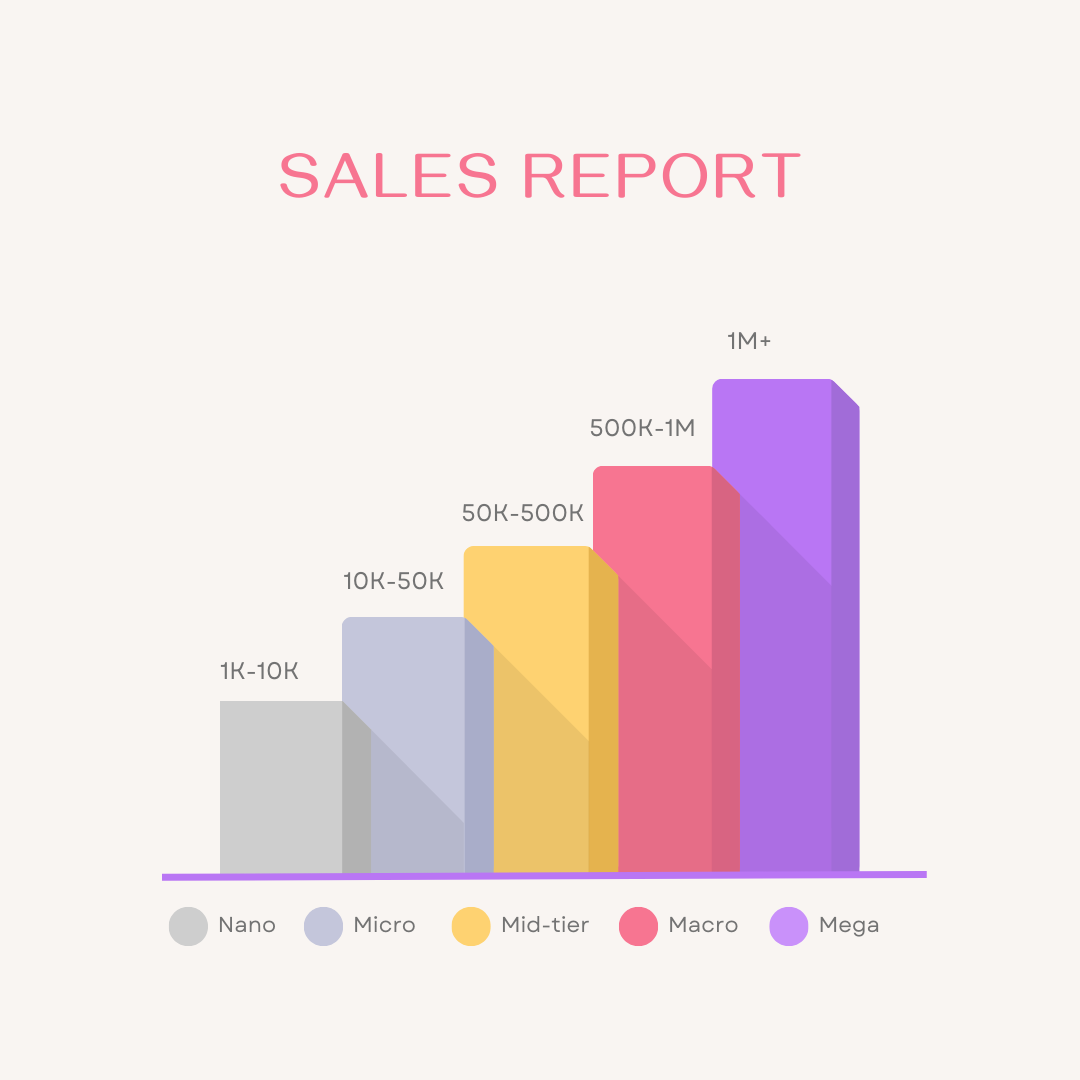 SALES REPORT
1M+
500K-1M
50K-500K
10K-50K
1K-10K
Nano Micro Mid-tier Macro Mega